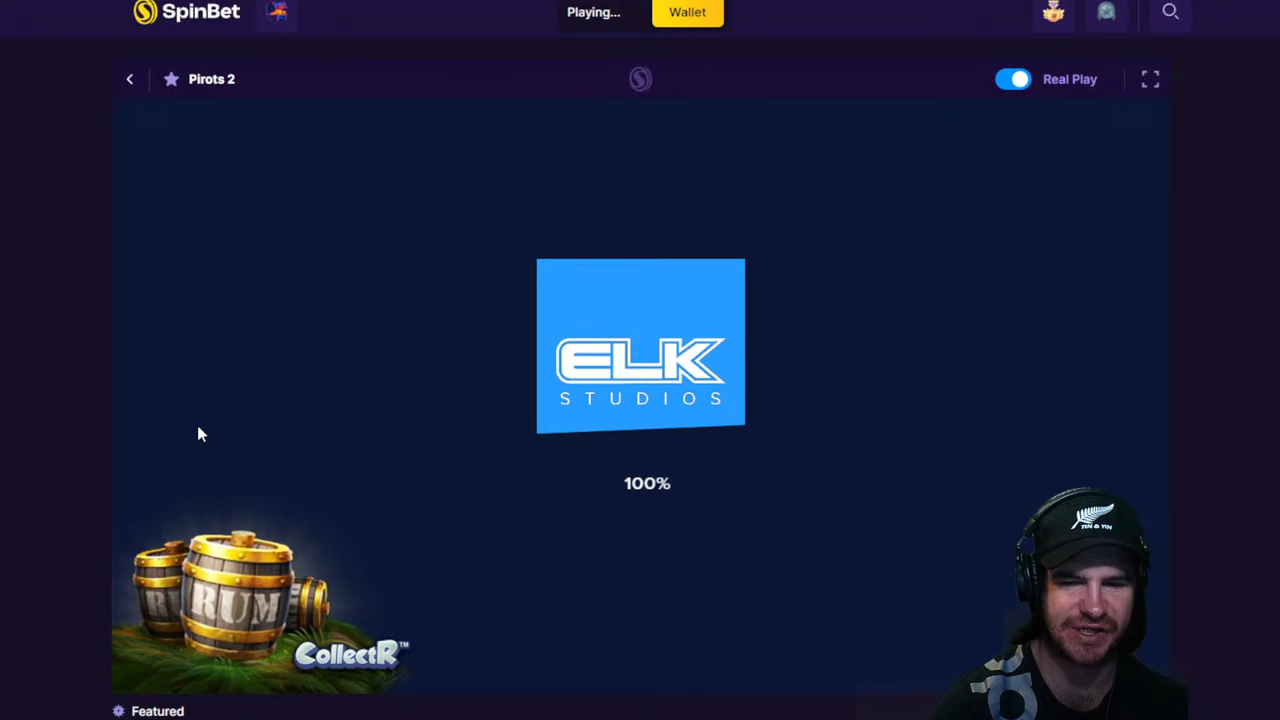 SpinBet
Playing...
Wallet
Pirots 2
Real Play
ELK
STUDIOS
100%
RUM
CollectR™
Featured